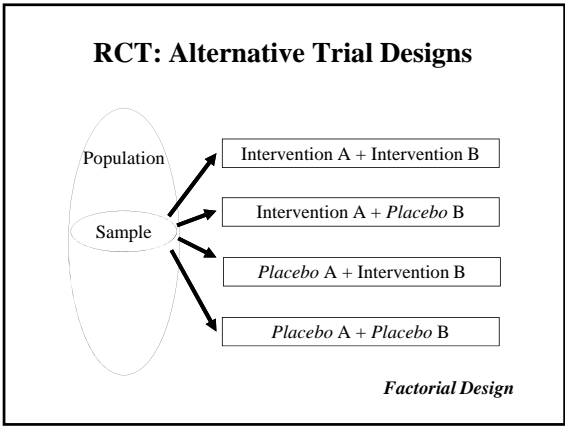 RCT: Alternative Trial Designs
Population
Sample
Intervention A + Intervention B
Intervention A + Placebo B
Placebo A + Intervention B
Placebo A + Placebo B
Factorial Design